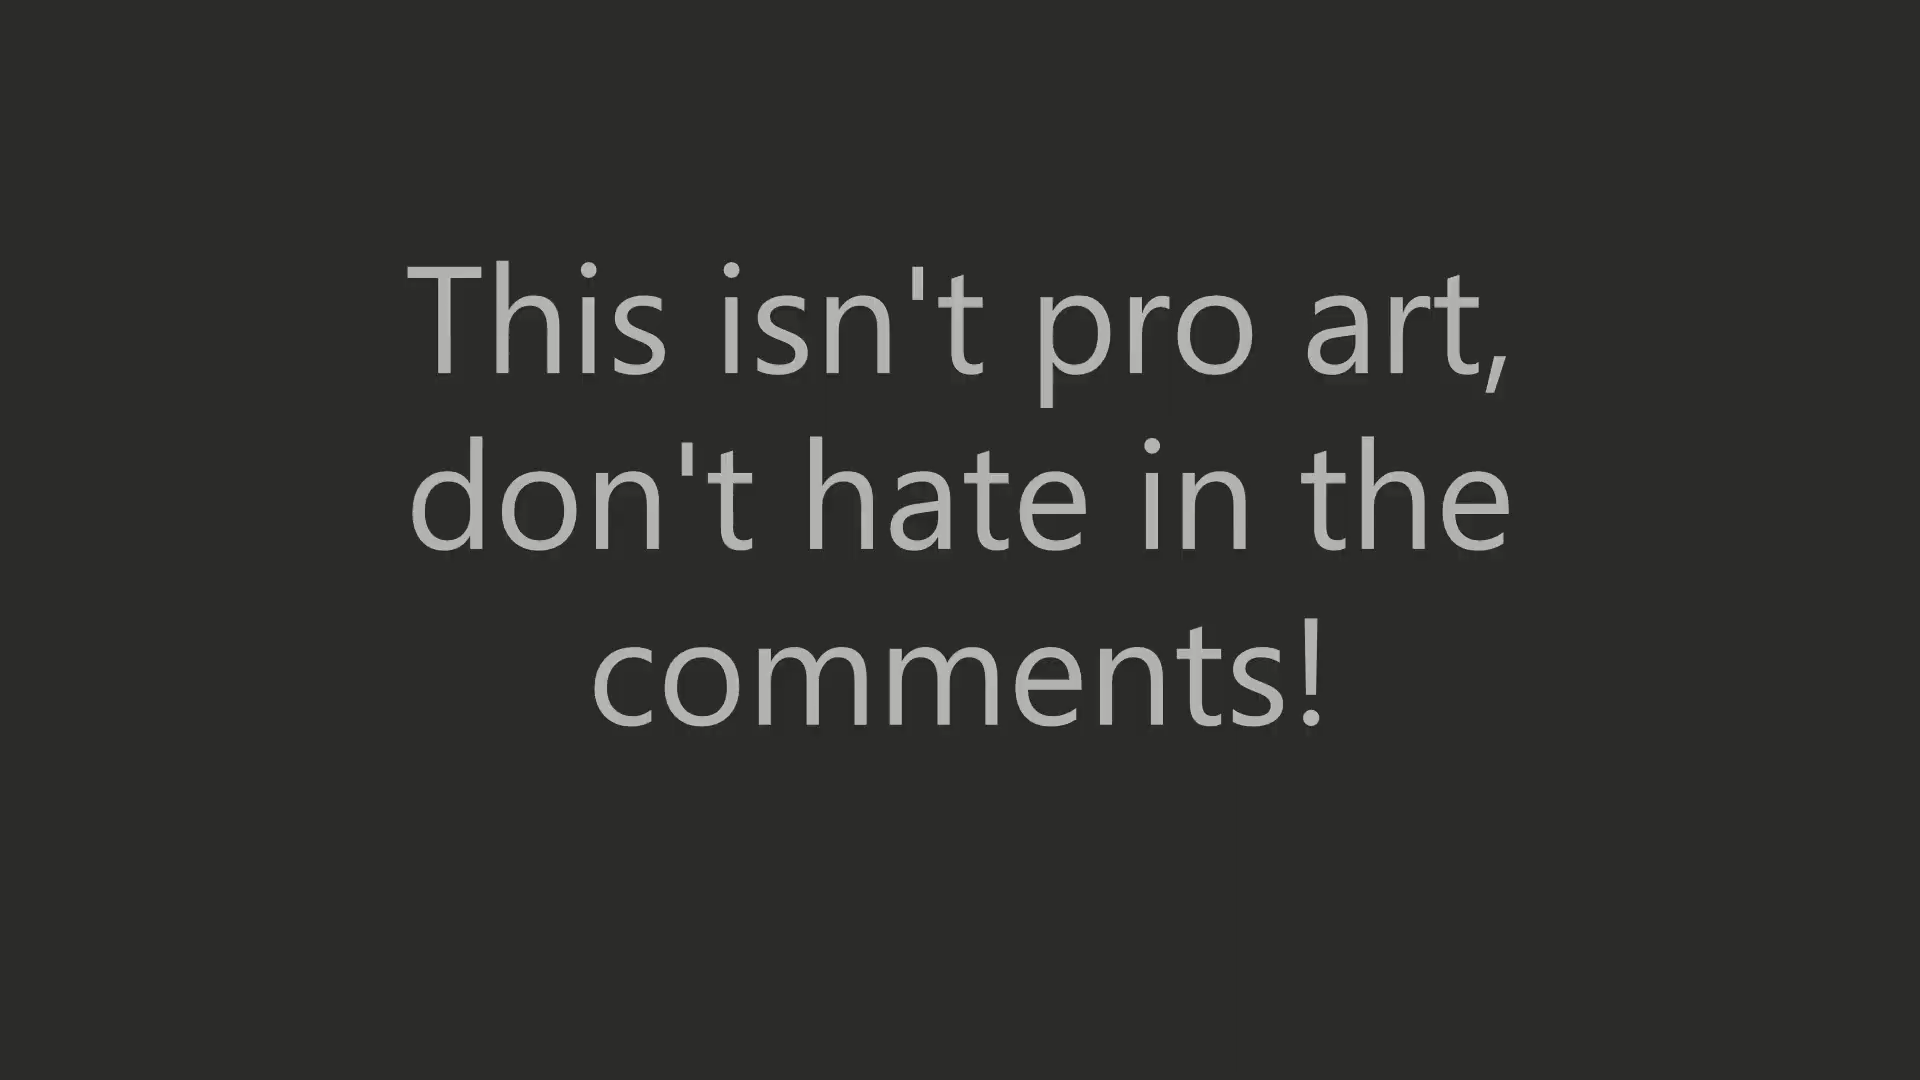 This isn't pro art,
don't hate in the
comments!